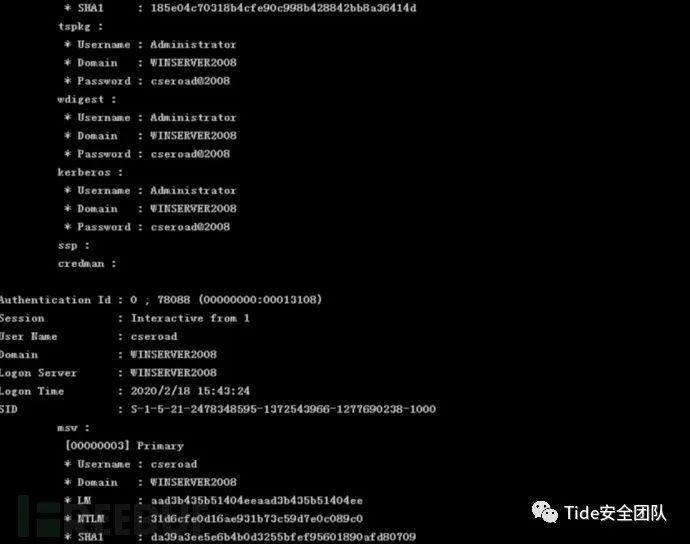 * SHA1 : 185e04c70318b4cfe90c998b428842bb8a36414d
tspkg :
* Username : Administrator
* Domain : WINSERVER2008
* Password : cseroad@2008
wdigest :
* Username : Administrator
* Domain : WINSERVER2008
* Password : cseroad@2008
kerberos :
* Username : Administrator
* Domain : WINSERVER2008
* Password : cseroad@2008
ssp :
credman :
Authentication Id : 0 ; 78088 (00000000:00013108)
Session : Interactive from 1
User Name : cseroad
Domain : WINSERVER2008
Logon Server : WINSERVER2008
Logon Time : 2020/2/18 15:43:24
SID : S-1-5-21-2478348595-1372543966-1277690238-1000
msv :
[00000003] Primary
* Username : cseroad
* Domain : WINSERVER2008
* LM : aad3b435b51404eeaad3b435b51404ee
* NTLM : 31d6cfe0d16ae931b73c59d7e0c089c0
* SHA1 : da39a3ee5e6b4b0d3255bfef95601890afd80709
FREEBUF
Tide安全团队